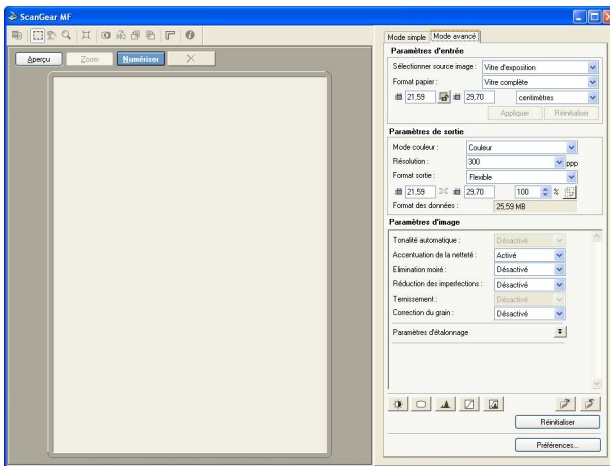 ScanGear MF
Aperçu Zoom Numériser
Mode simple Mode avancé
Paramètres d'entrée
Sélectionner source image : Vitre d'exposition
Format papier : Vitre complète
21,59 29,70 centimètres
Appliquer Réinitialiser
Paramètres de sortie
Mode couleur : Couleur
Résolution : 300 ppp
Format sortie : Flexible
21,59 29,70 100 %
Format des données : 25,59 MB
Paramètres d'image
Tonalité automatique : Désactivé
Accentuation de la netteté : Activé
Elimination moiré : Désactivé
Réduction des imperfections : Désactivé
Ternissement : Désactivé
Correction du grain : Désactivé
Paramètres d'étalonnage
Réinitialiser
Préférences...